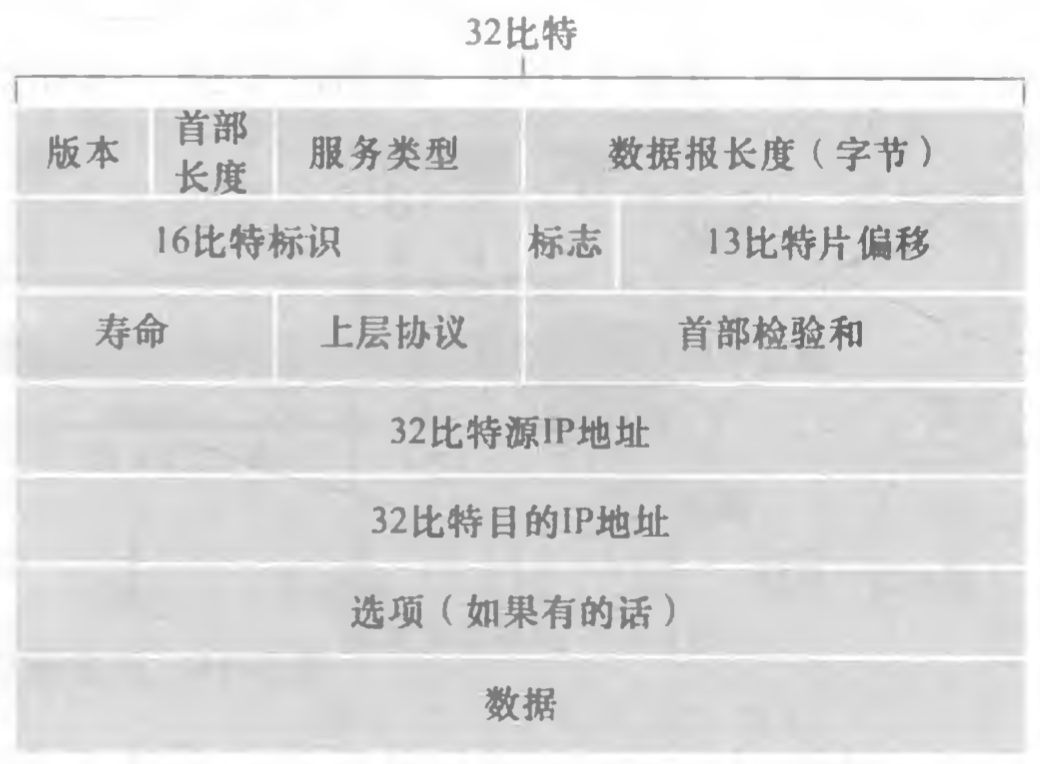 32比特
版本 首部长度 服务类型 数据报长度（字节）
16比特标识 标志 13比特片偏移
寿命 上层协议 首部检验和
32比特源IP地址
32比特目的IP地址
选项（如果有的话）
数据